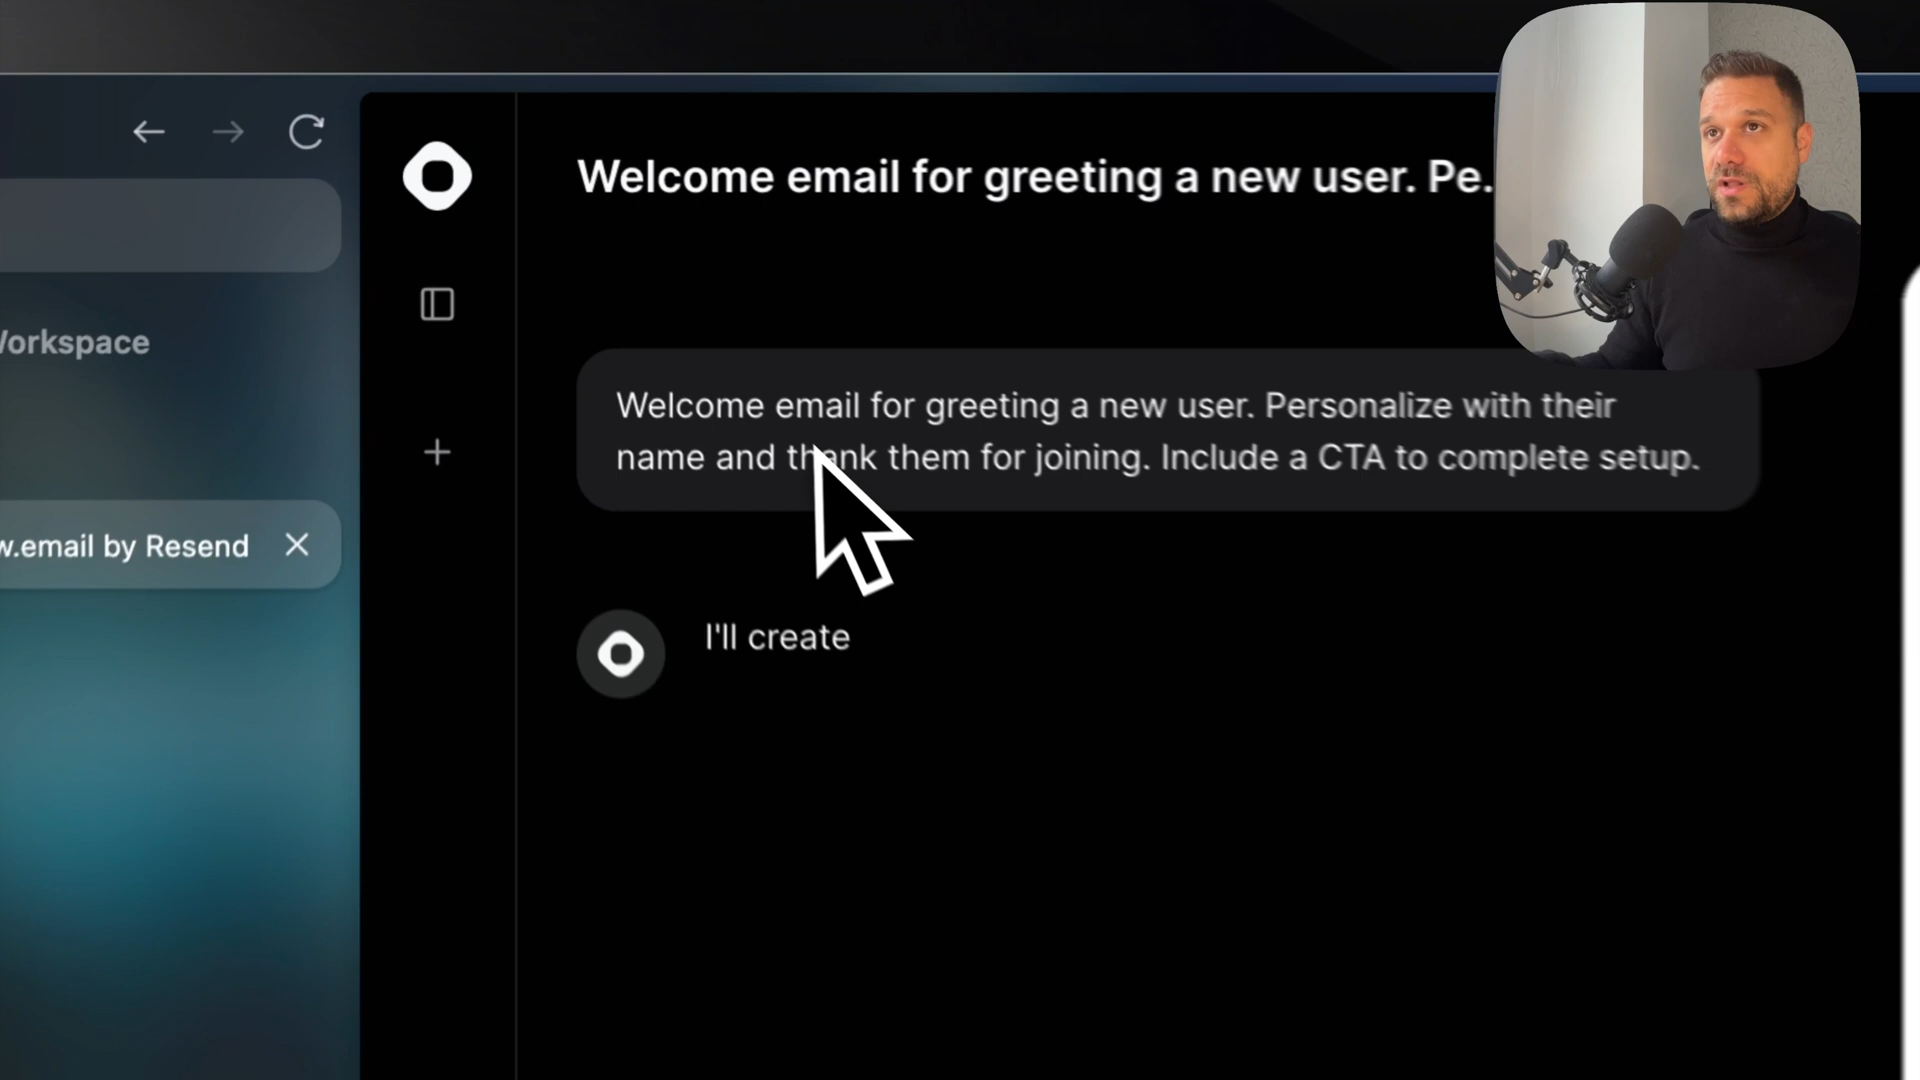 Welcome email for greeting a new user. Pe...
Workspace
Welcome email for greeting a new user. Personalize with their
name and thank them for joining. Include a CTA to complete setup.
w.email by Resend
I'll create